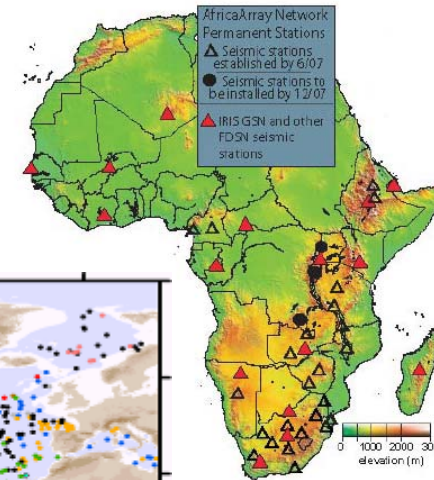 AfricaArray Network
Permanent Stations
Seismic stations
established by 6/07
Seismic stations to
be installed by 12/07
IRIS GSN and other
FDSN seismic
stations
0 1000 2000 30
elevation (m)